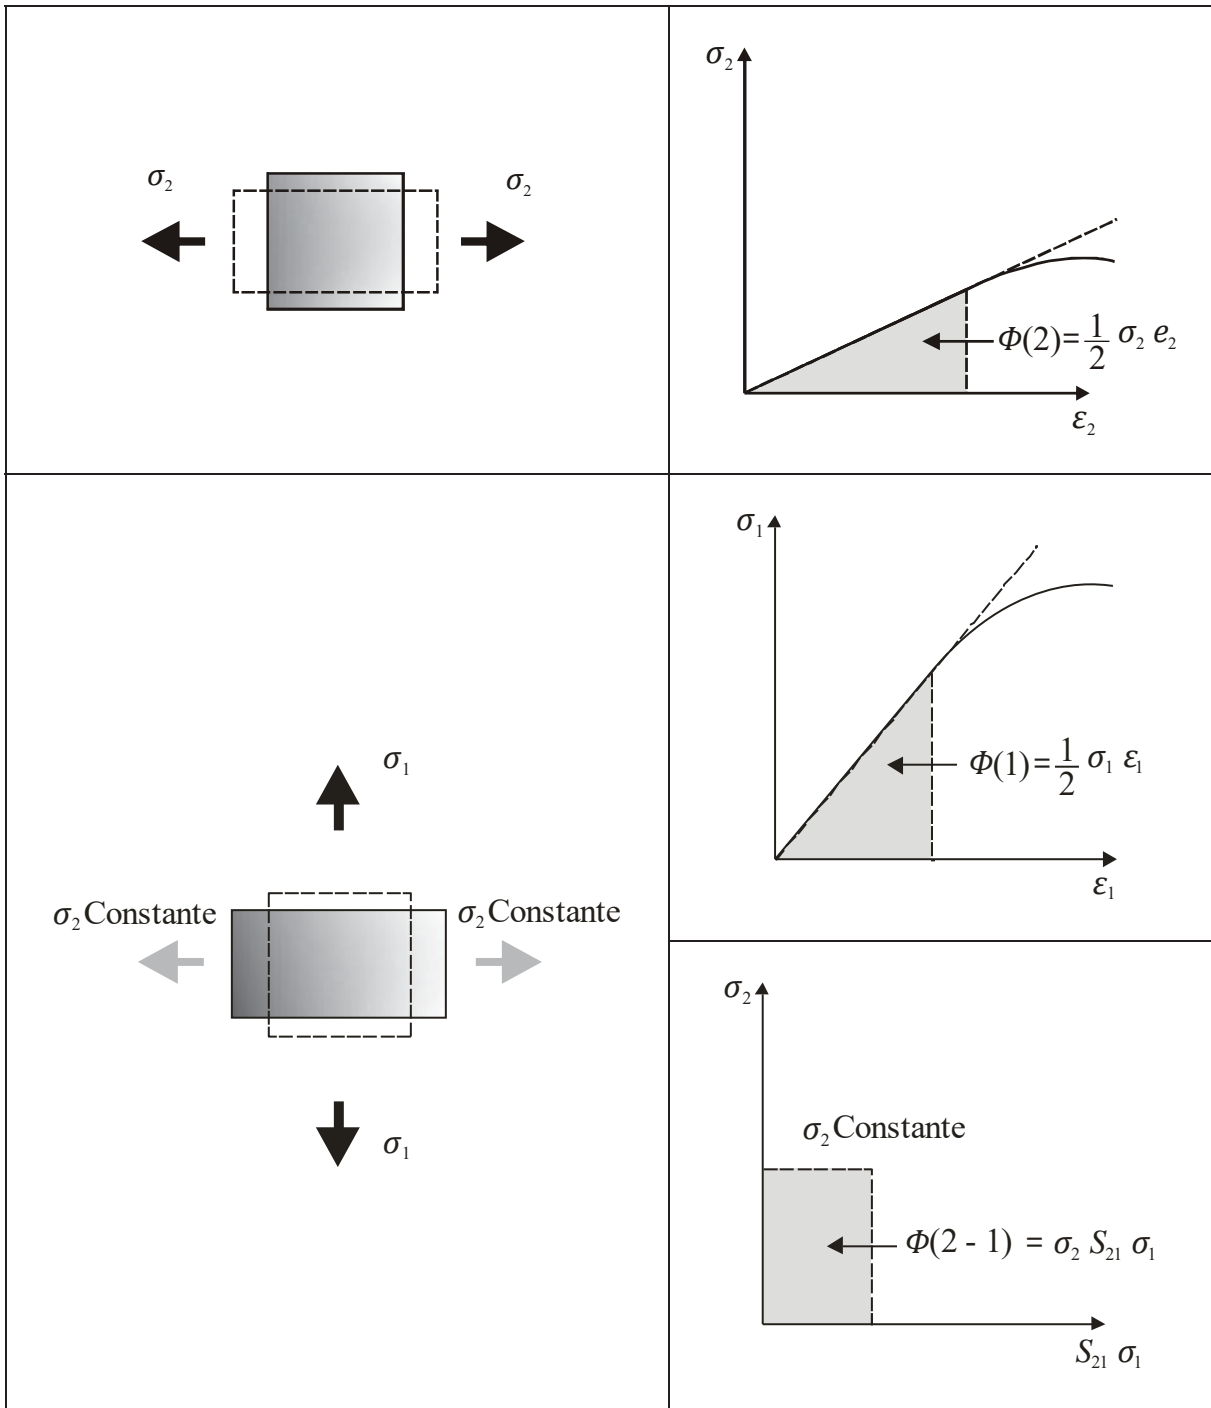 σ₂
σ₂
σ₂
Φ(2)=1/2 σ₂ e₂
ε₂
σ₁
σ₁
Φ(1)=1/2 σ₁ ε₁
ε₁
σ₂ Constante
σ₂ Constante
σ₁
σ₂
σ₂ Constante
Φ(2 - 1) = σ₂ S₂₁ σ₁
S₂₁ σ₁